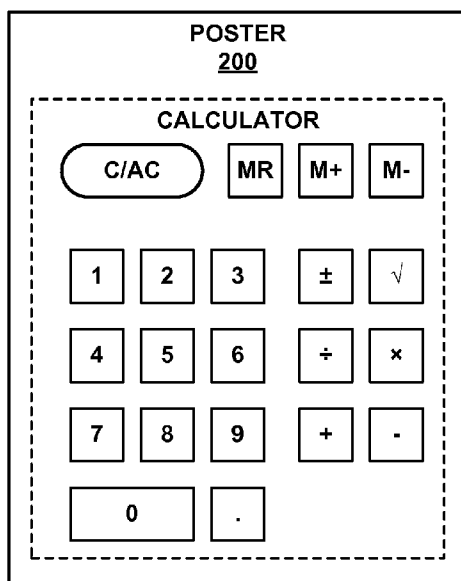 POSTER
200
CALCULATOR
C/AC MR M+ M-
1 2 3 ± √
4 5 6 ÷ ×
7 8 9 + -
0 .